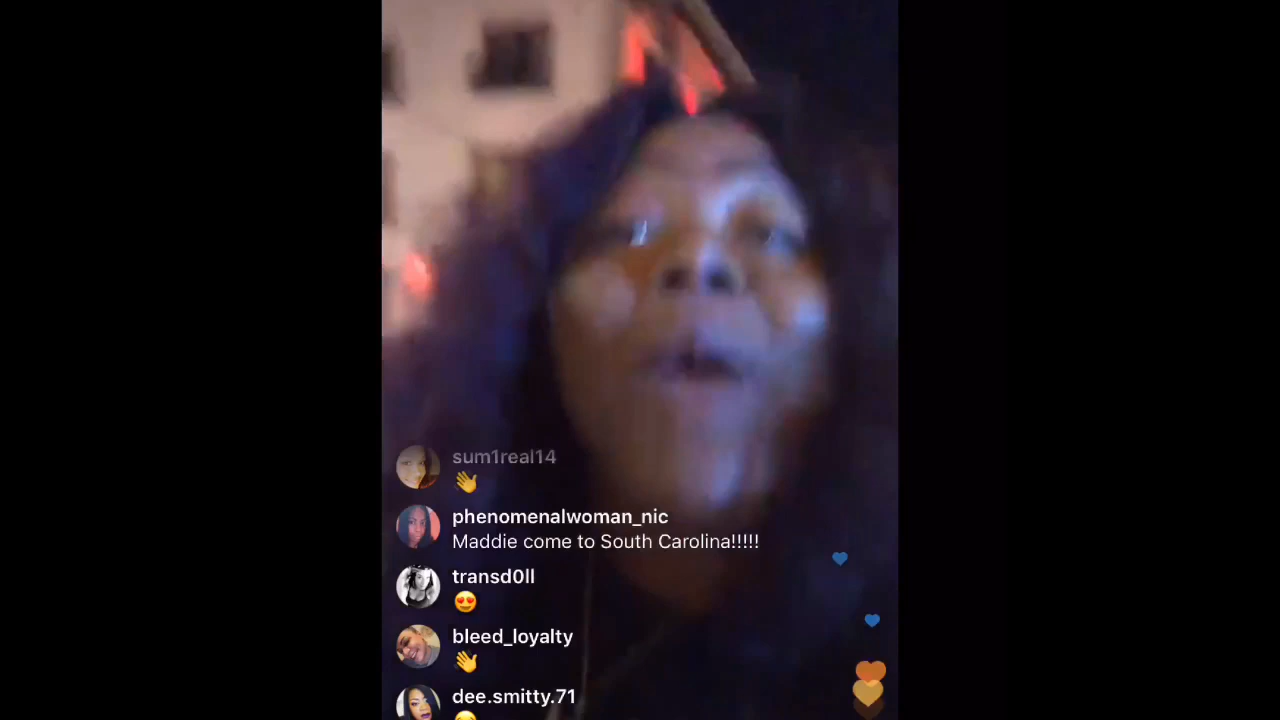 sum1real14
👋
phenomenalwoman_nic
Maddie come to South Carolina!!!!!
transd0ll
😍
bleed_loyalty
👋
dee.smitty.71